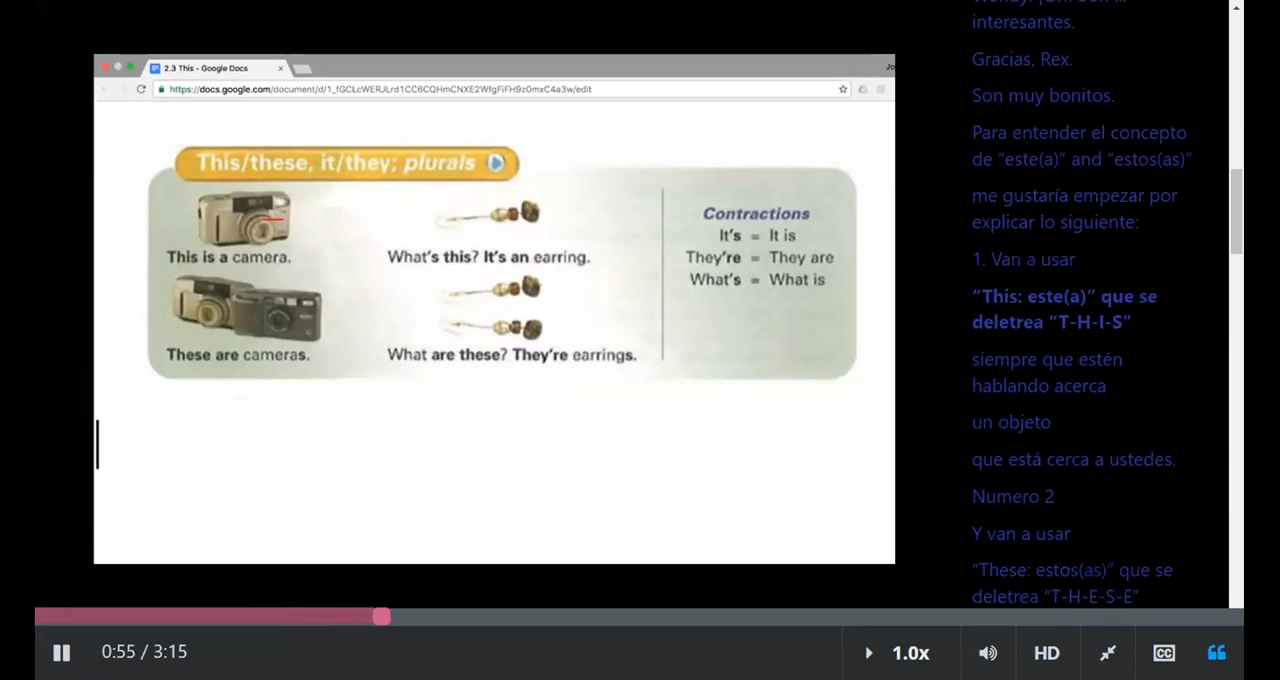 2.3 This - Google Docs
Jo
https://docs.google.com/document/d/1_fGCLcWERJLrd1CC6CQHmCNXE2WfgFiFH9z0mxC4a3w/edit
This/these, it/they; plurals
This is a camera.
What's this? It's an earring.
These are cameras.
What are these? They're earrings.
Contractions
It's = It is
They're = They are
What's = What is
interesantes.
Gracias, Rex.
Son muy bonitos.
Para entender el concepto
de “este(a)” and “estos(as)”
me gustaría empezar por
explicar lo siguiente:
1. Van a usar
“This: este(a)” que se
deletrea “T-H-I-S”
siempre que estén
hablando acerca
un objeto
que está cerca a ustedes.
Numero 2
Y van a usar
“These: estos(as)” que se
deletrea “T-H-E-S-E”
0:55 / 3:15
1.0x
HD
CC